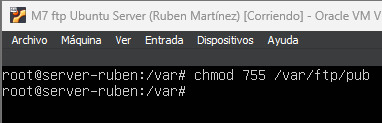 M7 ftp Ubuntu Server (Ruben Martínez) [Corriendo] - Oracle VM V
Archivo Máquina Ver Entrada Dispositivos Ayuda
root@server-ruben:/var# chmod 755 /var/ftp/pub
root@server-ruben:/var#